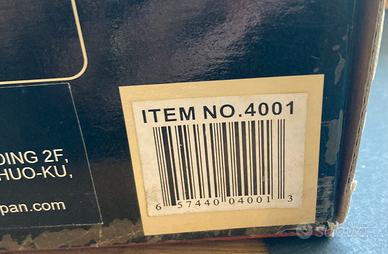 ITEM NO.4001
DING 2F,
HUO-KU,
pan.com
6 57440 04001 3